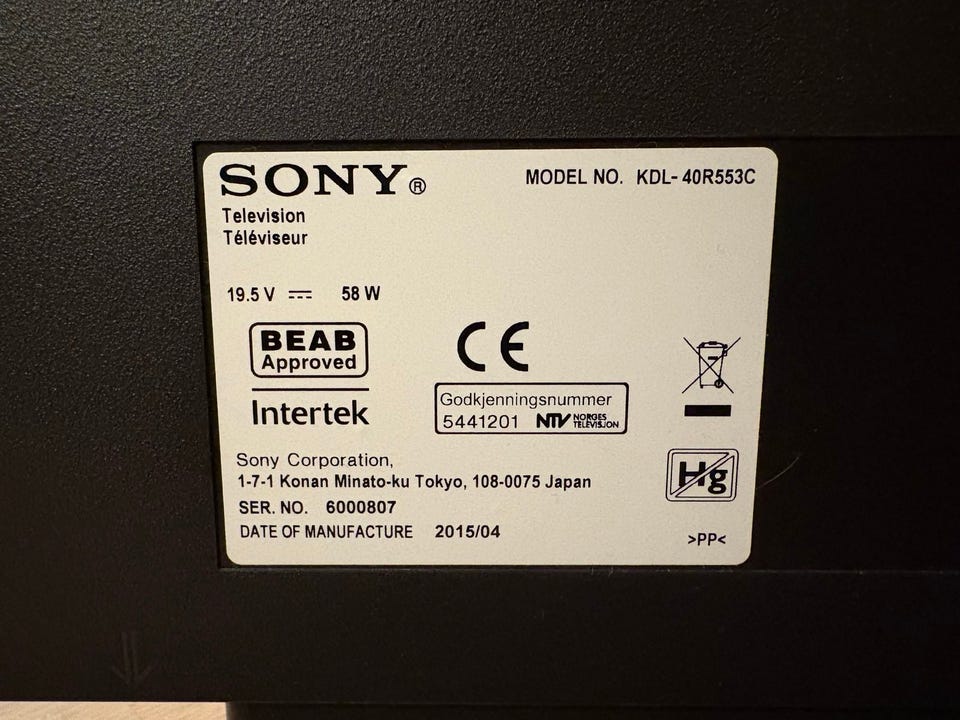 SONY®
MODEL NO. KDL-40R553C
Television
Téléviseur
19.5 V 58 W
BEAB
Approved
CE
Intertek
Godkjenningsnummer
5441201 NTV NORGES
TELEVISJON
Hg
Sony Corporation,
1-7-1 Konan Minato-ku Tokyo, 108-0075 Japan
SER. NO. 6000807
DATE OF MANUFACTURE 2015/04
>PP<